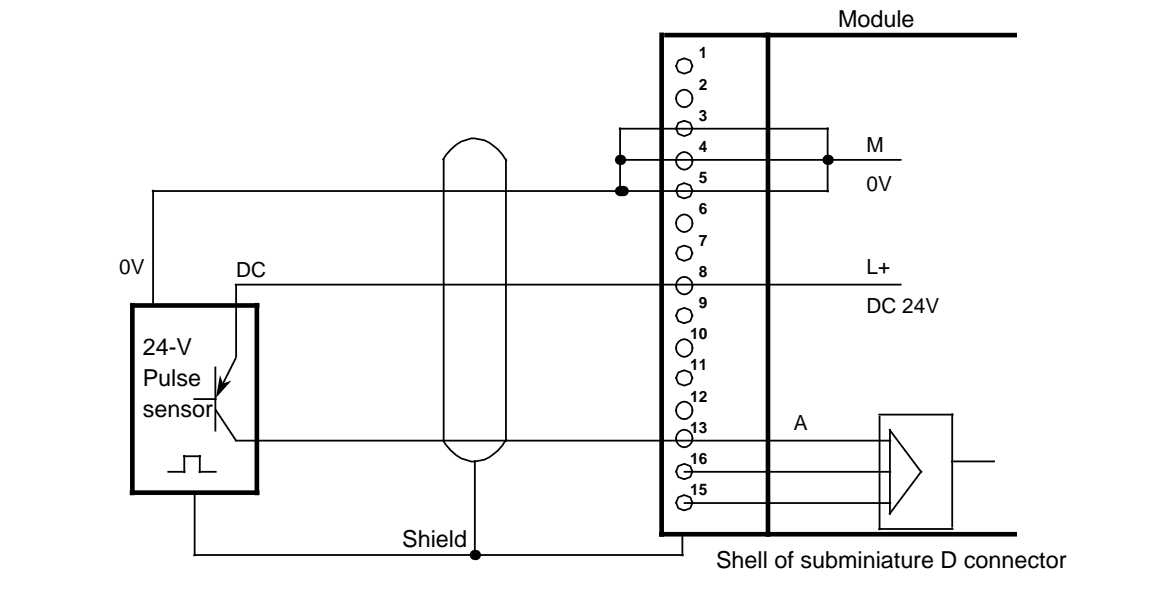 Module
1
2
3
4
M
5
0V
6
7
0V
DC
8
L+
9
DC 24V
24-V
10
Pulse
11
sensor
12
13
A
16
15
Shield
Shell of subminiature D connector